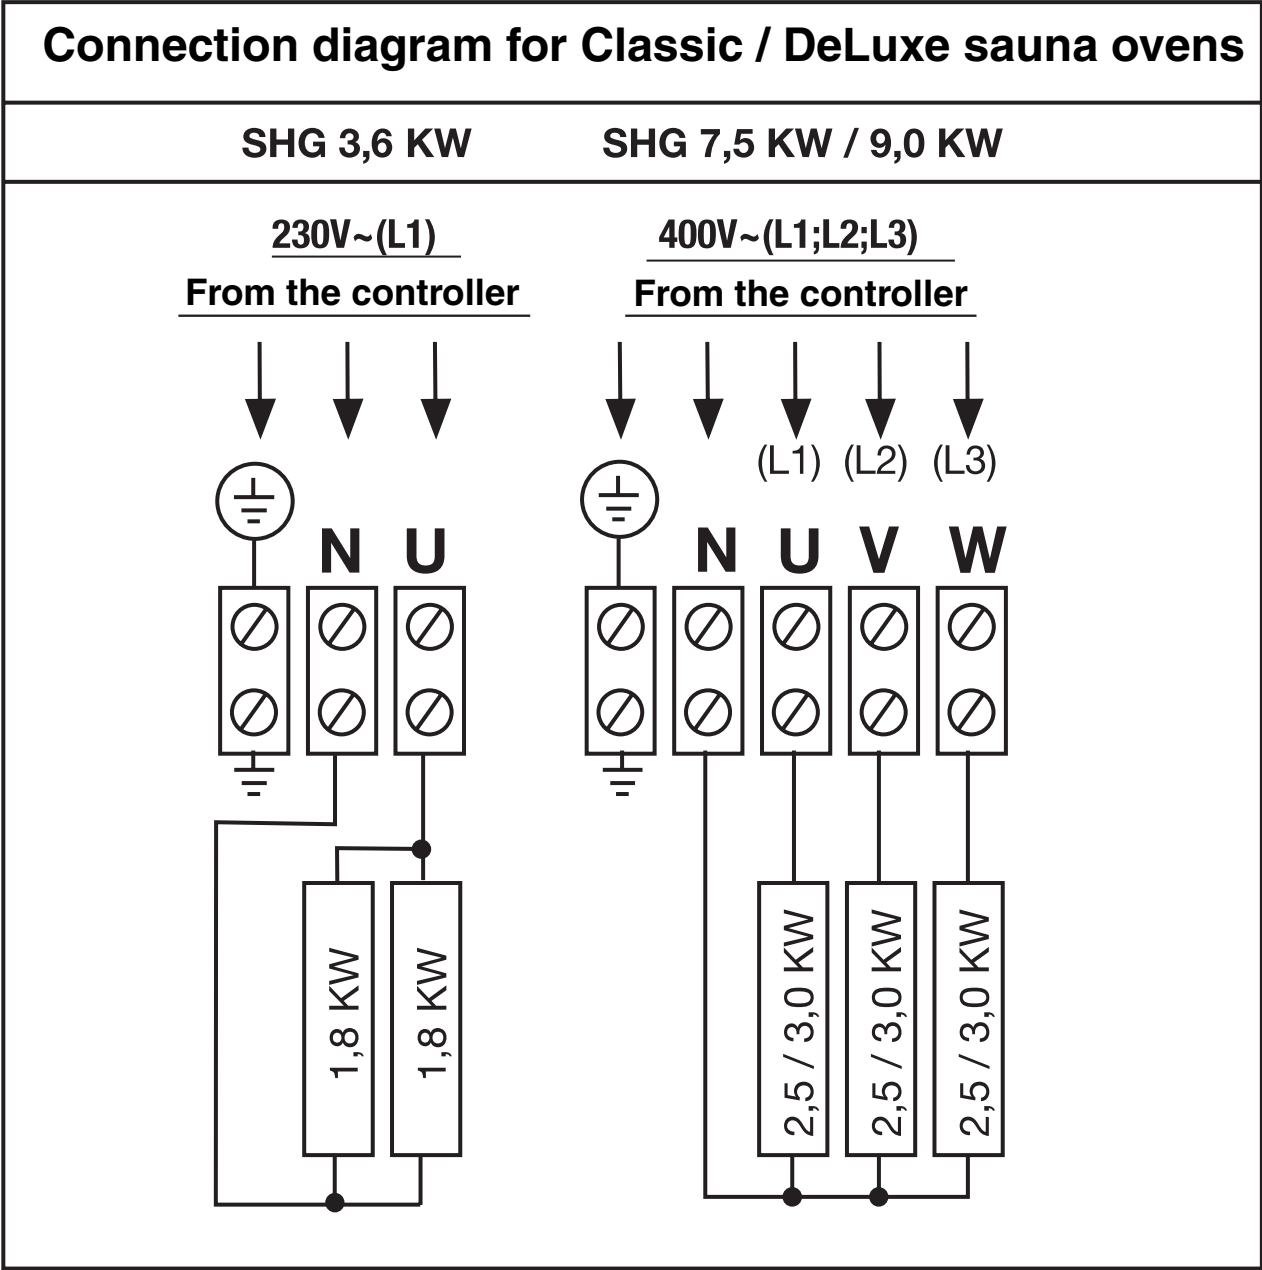 Connection diagram for Classic / DeLuxe sauna ovens
SHG 3,6 KW
SHG 7,5 KW / 9,0 KW
230V~(L1)
From the controller
400V~(L1;L2;L3)
From the controller
(L1) (L2) (L3)
N U
N U V W
1,8 KW
1,8 KW
2,5 / 3,0 KW
2,5 / 3,0 KW
2,5 / 3,0 KW